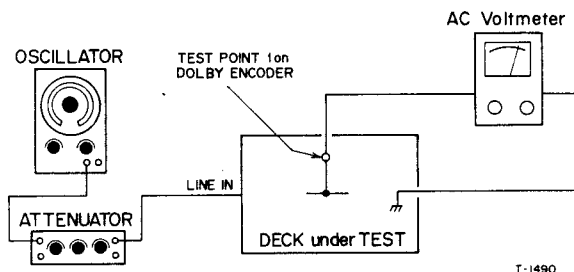 AC Voltmeter
OSCILLATOR
TEST POINT 1 on
DOLBY ENCODER
LINE IN
ATTENUATOR
DECK under TEST
T-1490